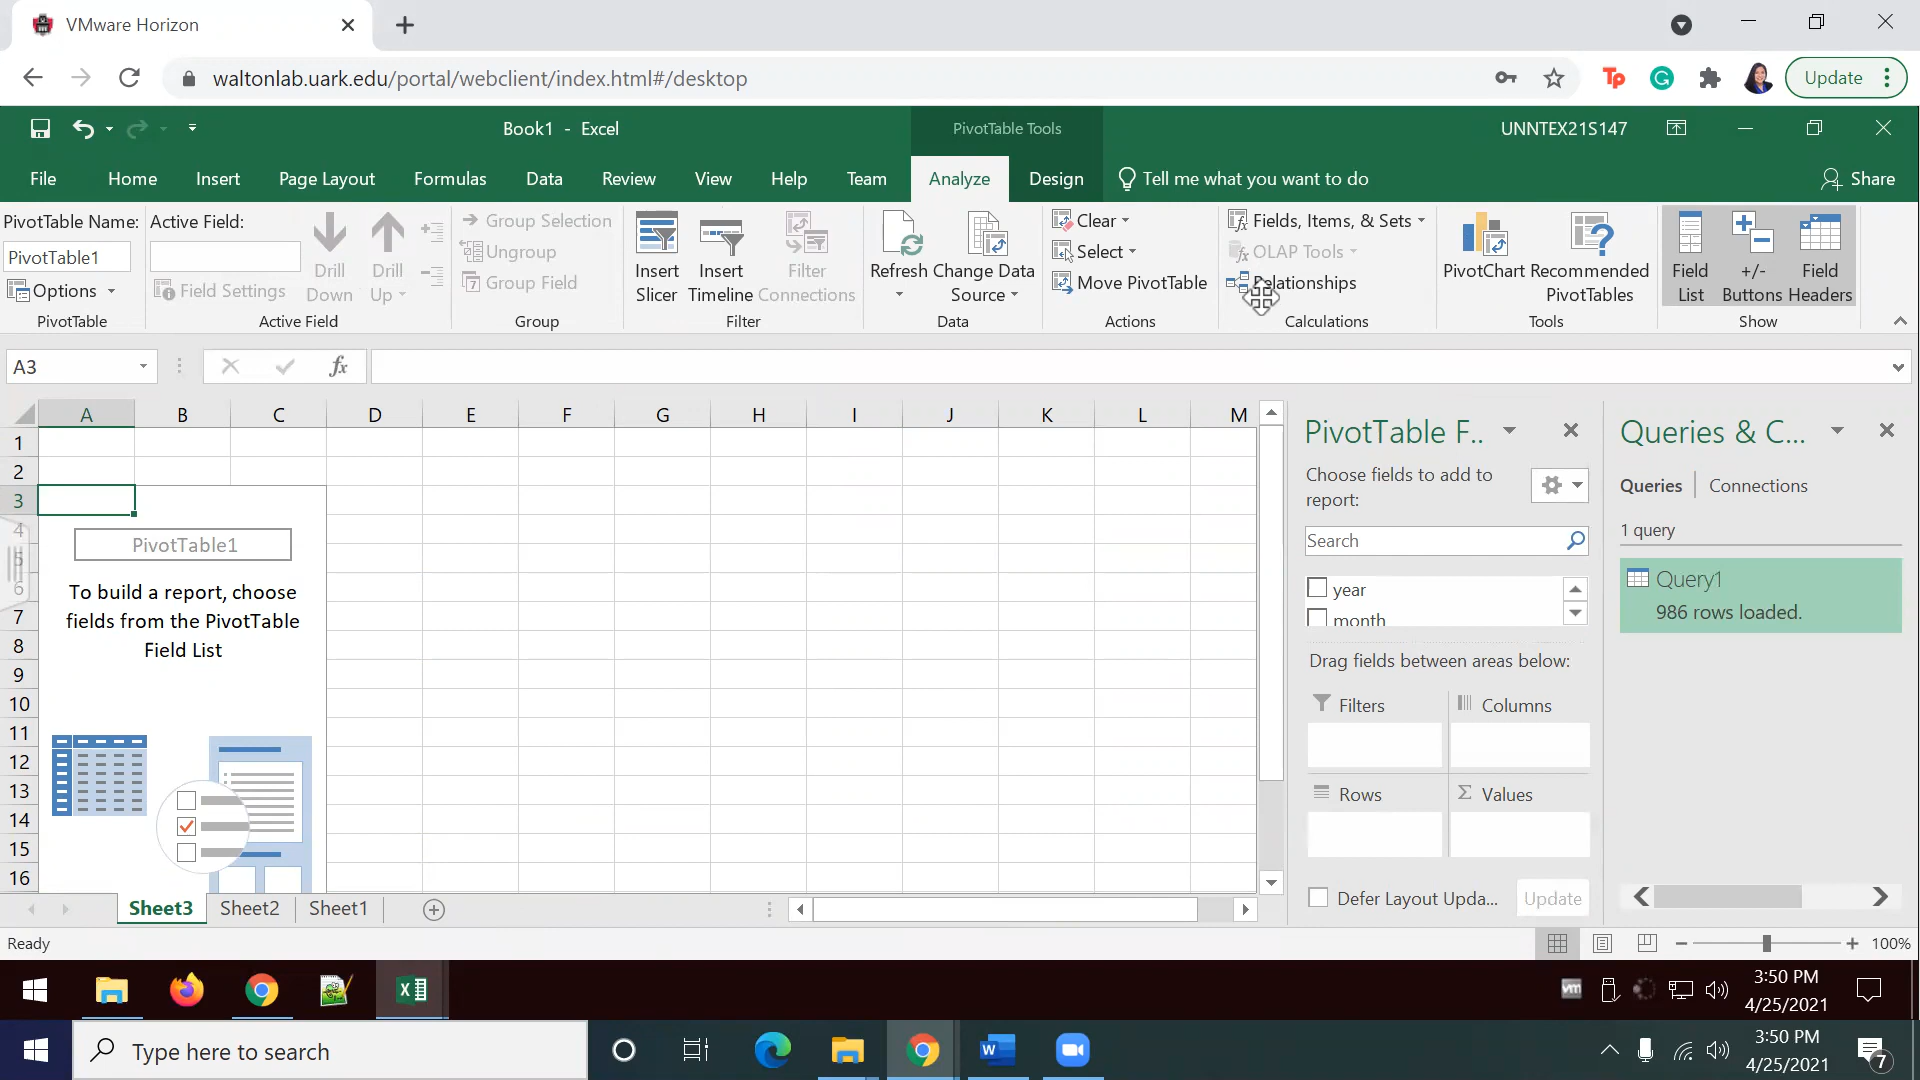 VMware Horizon
waltonlab.uark.edu/portal/webclient/index.html#/desktop
Update
Book1 - Excel
PivotTable Tools
UNNTEX21S147
File Home Insert Page Layout Formulas Data Review View Help Team Analyze Design Tell me what you want to do Share
PivotTable Name:
PivotTable1
Options
PivotTable
Active Field:
Field Settings
Drill Down
Drill Up
Active Field
Group Selection
Ungroup
Group Field
Group
Insert Slicer
Insert Timeline
Filter Connections
Filter
Refresh
Change Data Source
Data
Clear
Select
Move PivotTable
Actions
Fields, Items, & Sets
OLAP Tools
Relationships
Calculations
PivotChart
Recommended PivotTables
Tools
Field List
+/- Buttons
Field Headers
Show
A3
fx
A B C D E F G H I J K L M
1
2
3
4
5
6
7
8
9
10
11
12
13
14
15
16
PivotTable1
To build a report, choose
fields from the PivotTable
Field List
PivotTable F..
Choose fields to add to
report:
Search
year
month
Drag fields between areas below:
Filters
Columns
Rows
Σ Values
Defer Layout Upda...
Update
Queries & C...
Queries
Connections
1 query
Query1
986 rows loaded.
Sheet3 Sheet2 Sheet1
Ready
100%
vm
3:50 PM
4/25/2021
Type here to search
3:50 PM
4/25/2021
7